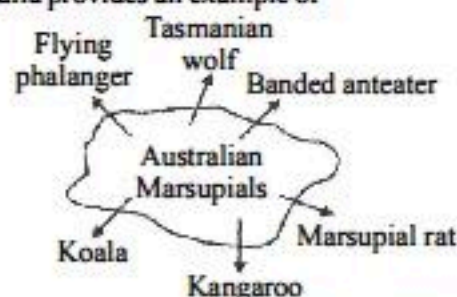 and provides an example of
Tasmanian
wolf
Flying
phalanger
Banded anteater
Australian
Marsupials
Marsupial rat
Koala
Kangaroo